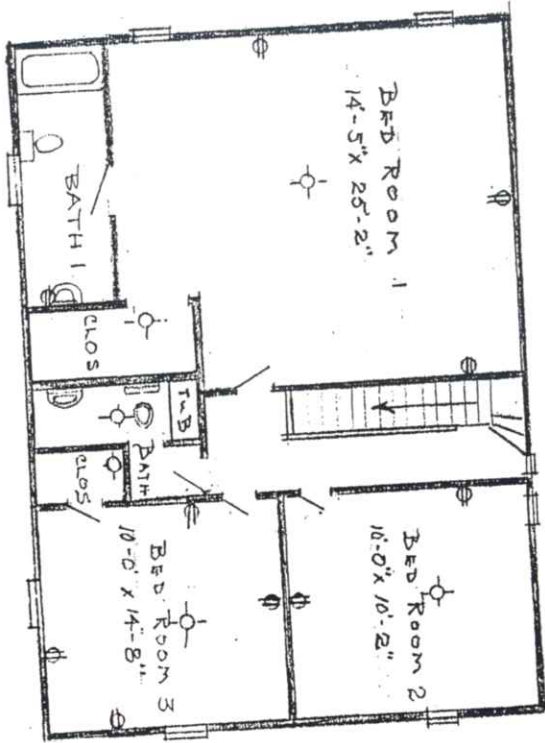 BED ROOM 1
14'-5" x 25'-2"
BATH 1
CLOS
TUB
BATH
CLOS
BED ROOM 2
10'-0" x 10'-2"
BED ROOM 3
10'-0" x 14'-8"